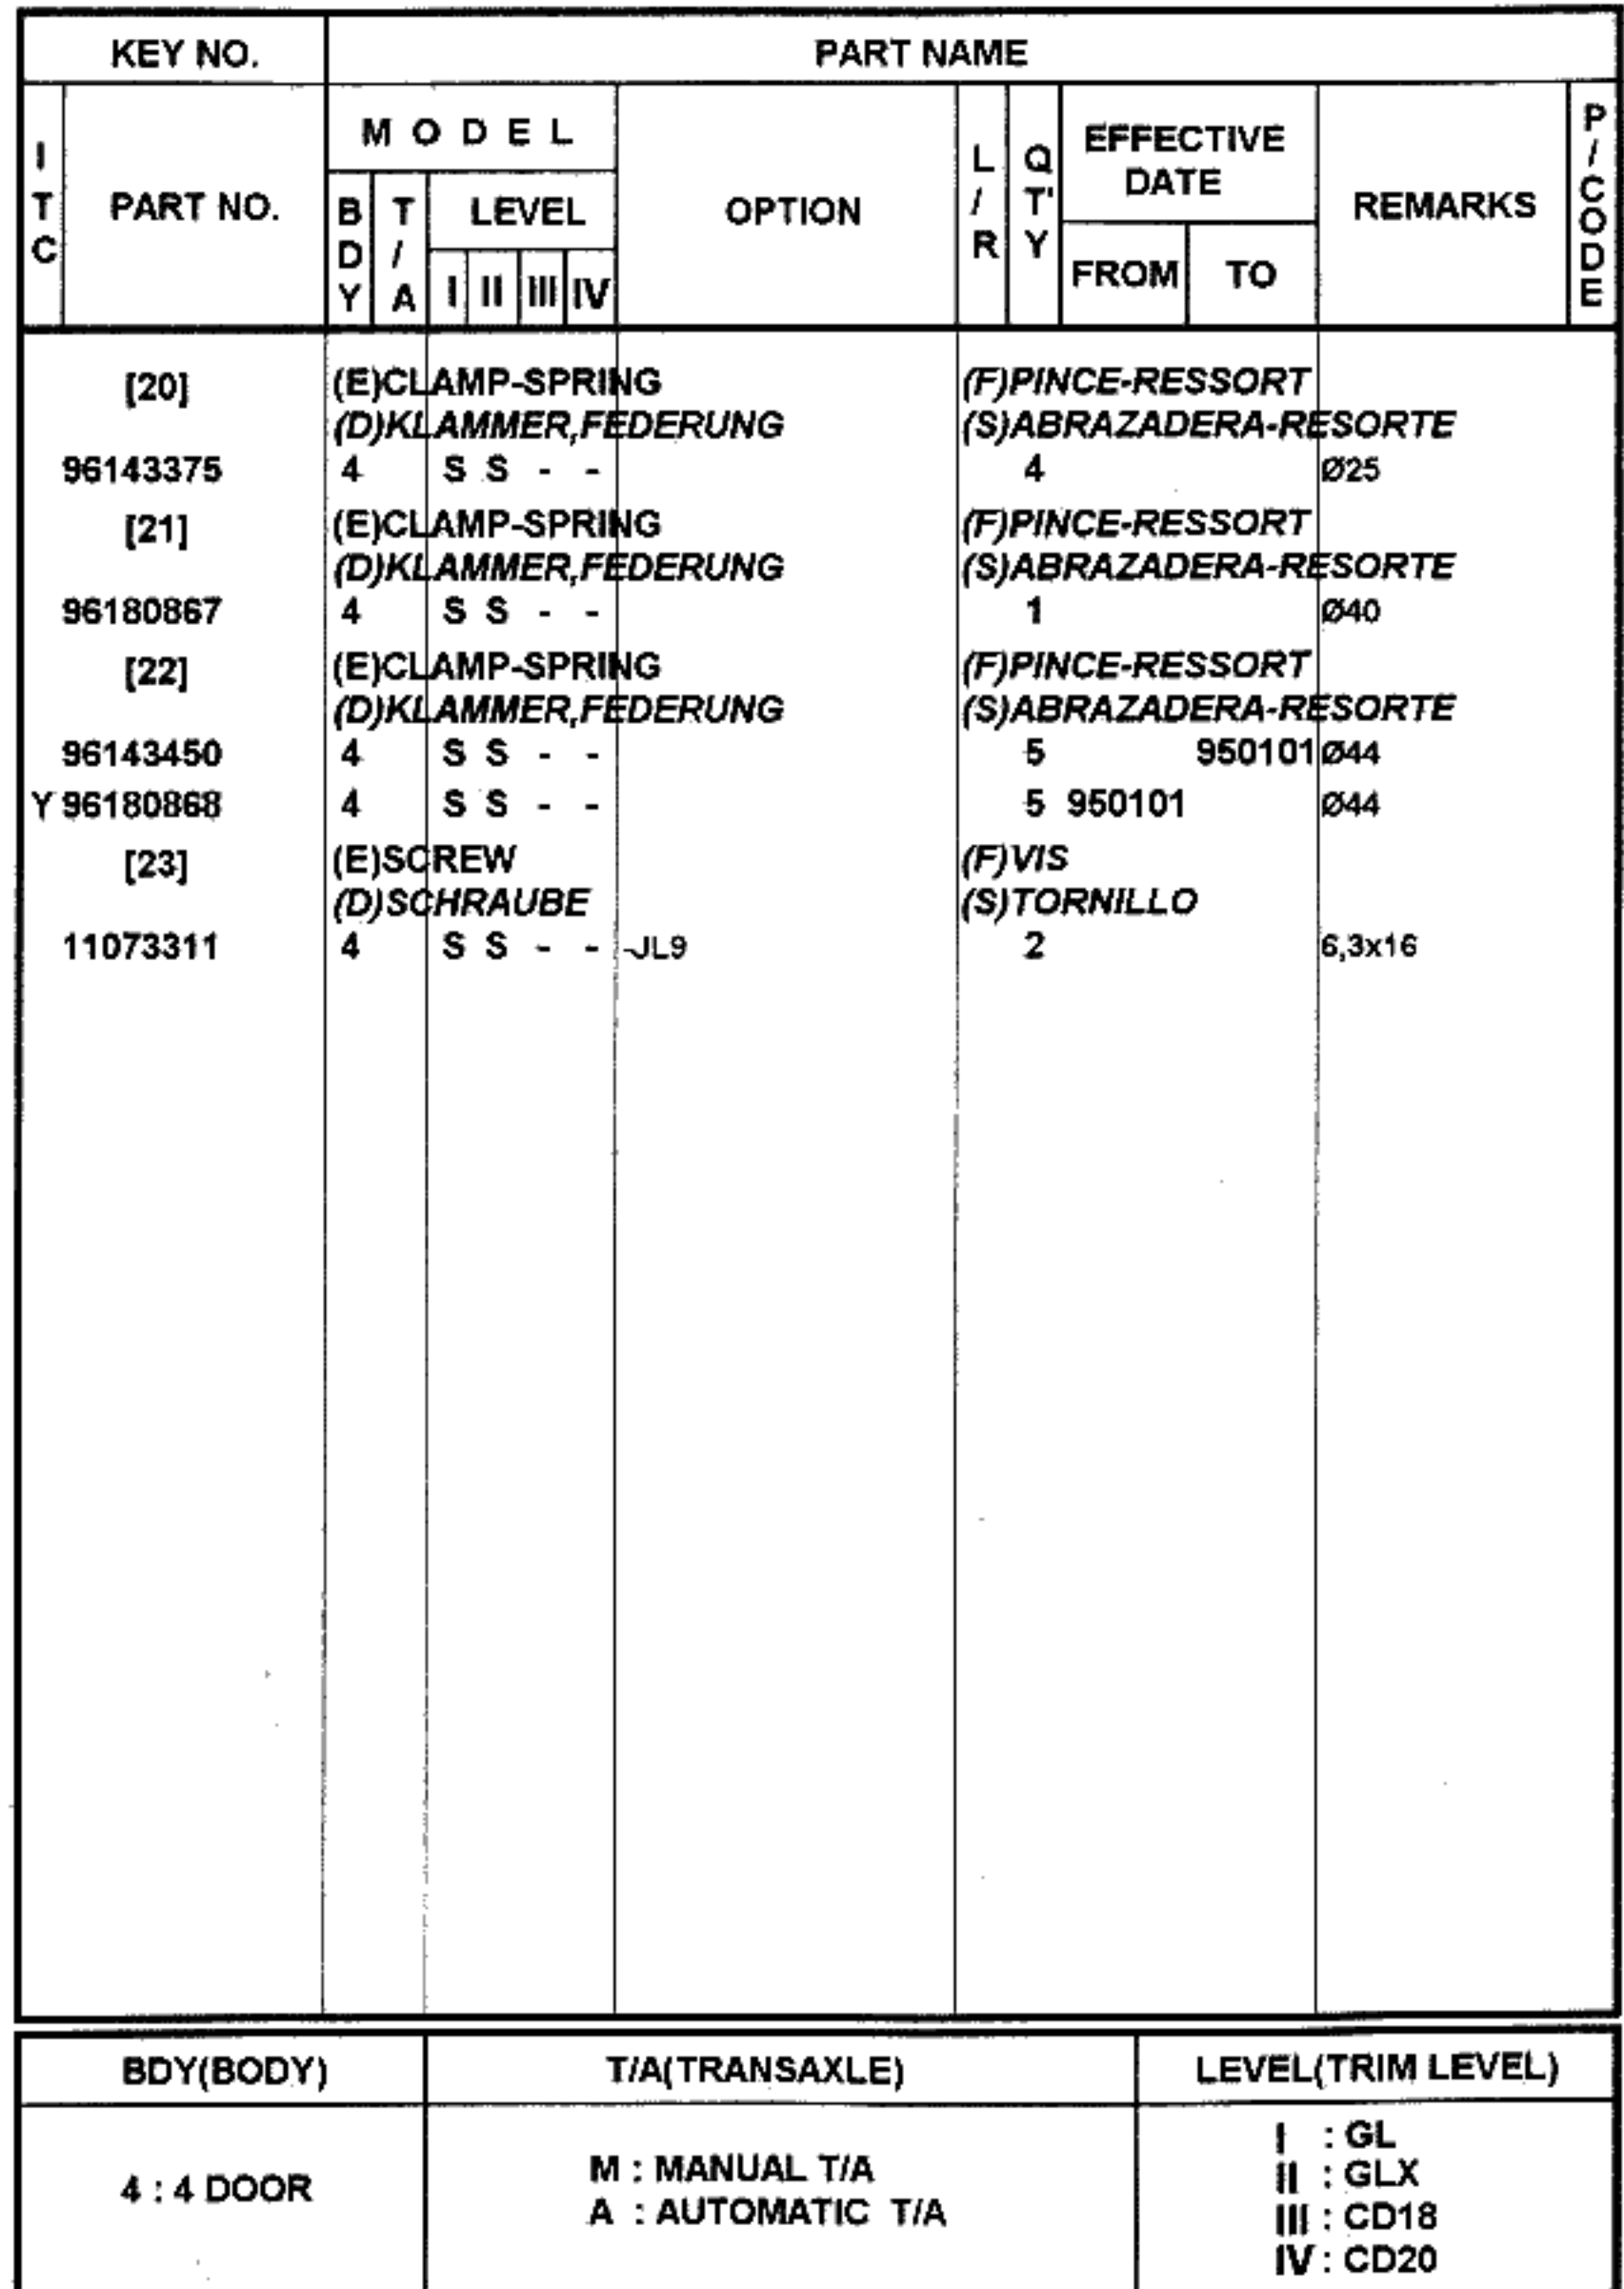 KEY NO. PART NAME
ITC PART NO. MODEL OPTION L/R QT'Y EFFECTIVE DATE REMARKS P/CODE
BDY T/A LEVEL FROM TO
I II III IV
[20] (E)CLAMP-SPRING (F)PINCE-RESSORT
(D)KLAMMER,FEDERUNG (S)ABRAZADERA-RESORTE
96143375 4 S S - - 4 Ø25
[21] (E)CLAMP-SPRING (F)PINCE-RESSORT
(D)KLAMMER,FEDERUNG (S)ABRAZADERA-RESORTE
96180867 4 S S - - 1 Ø40
[22] (E)CLAMP-SPRING (F)PINCE-RESSORT
(D)KLAMMER,FEDERUNG (S)ABRAZADERA-RESORTE
96143450 4 S S - - 5 950101 Ø44
Y 96180868 4 S S - - 5 950101 Ø44
[23] (E)SCREW (F)VIS
(D)SCHRAUBE (S)TORNILLO
11073311 4 S S - - -JL9 2 6,3x16
BDY(BODY) T/A(TRANSAXLE) LEVEL(TRIM LEVEL)
4 : 4 DOOR
M : MANUAL T/A
A : AUTOMATIC T/A
I : GL
II : GLX
III : CD18
IV : CD20